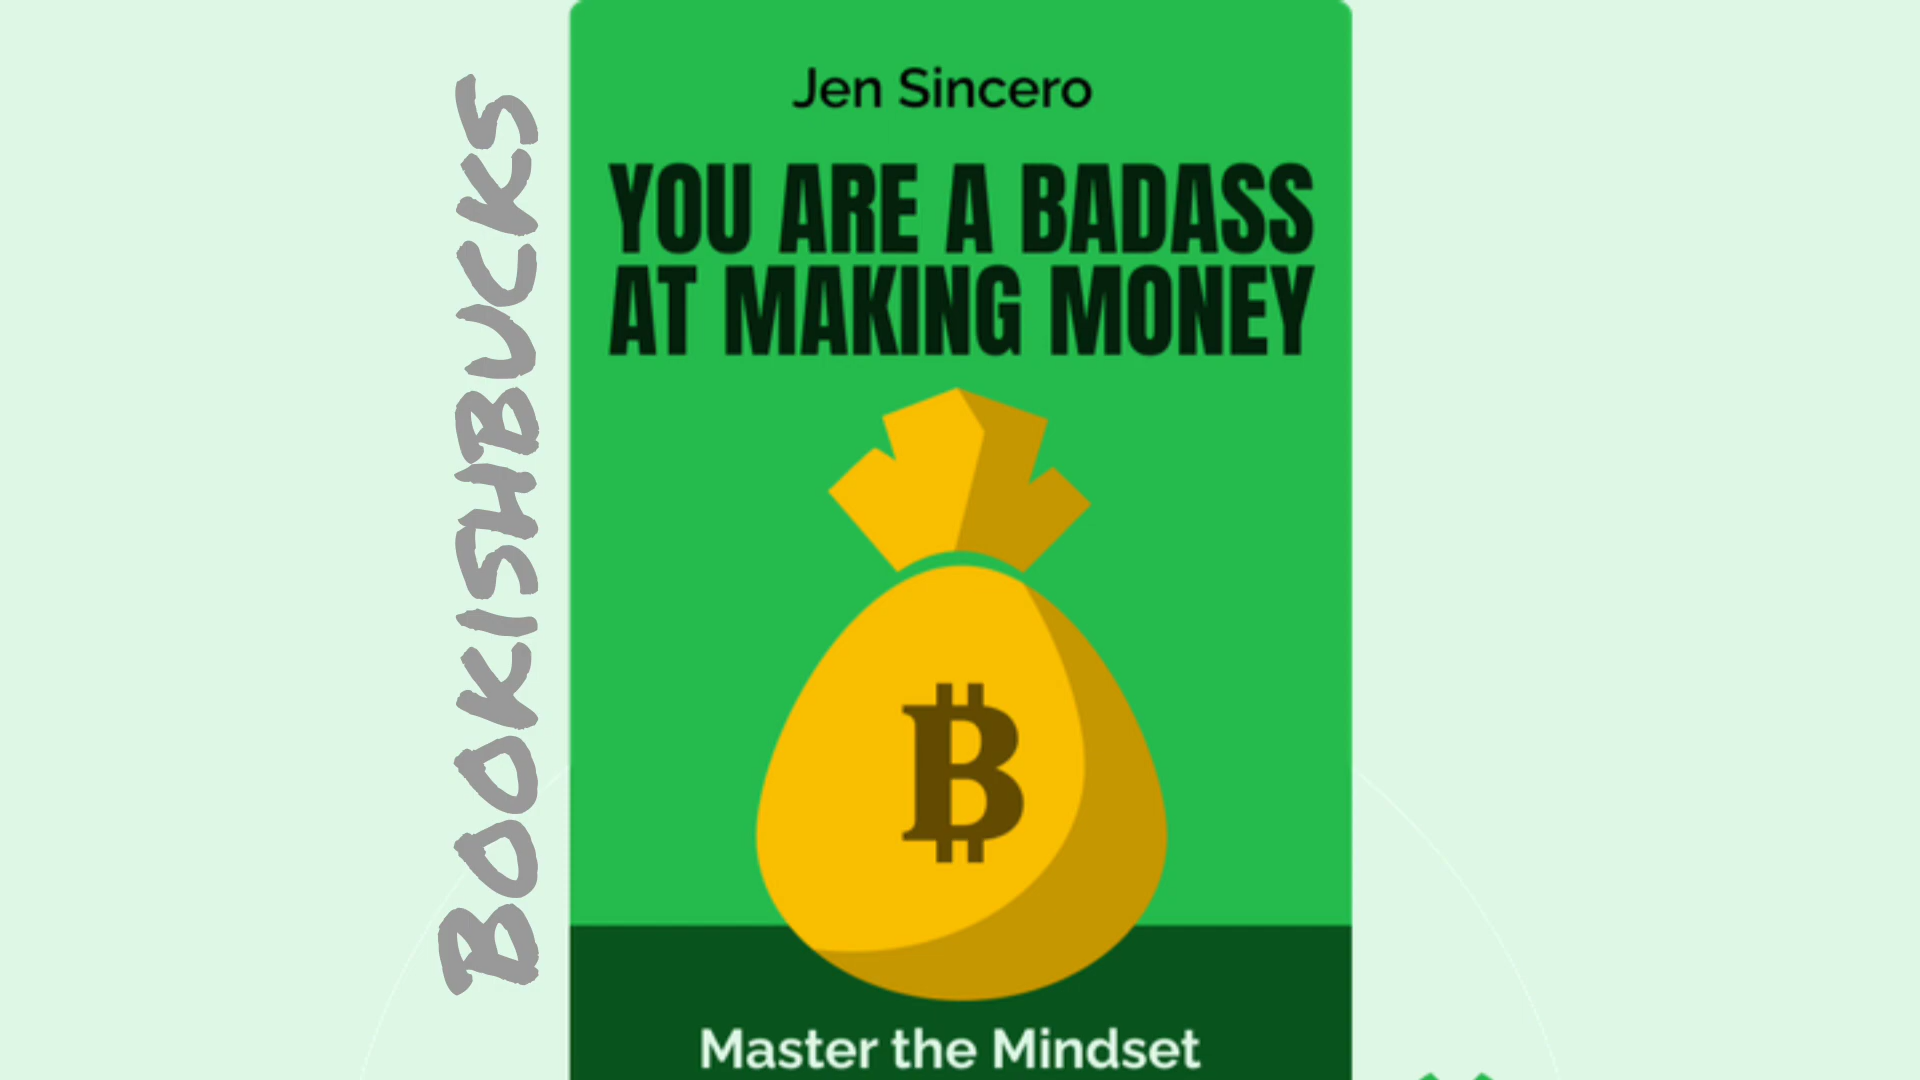 BOOKISHBUCKS
Jen Sincero
YOU ARE A BADASS
AT MAKING MONEY
₿
Master the Mindset